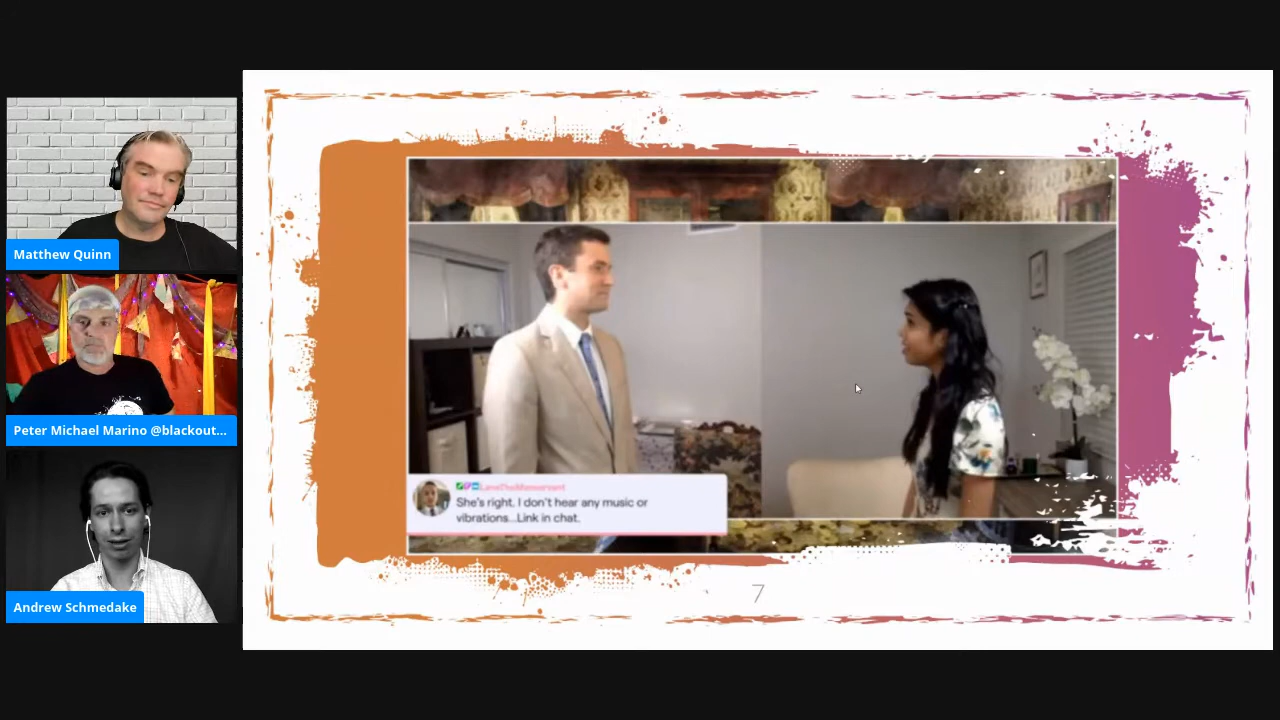 Matthew Quinn
Peter Michael Marino @blackout...
Andrew Schmedake
LaneTheManservant
She's right. I don't hear any music or
vibrations...Link in chat.
7